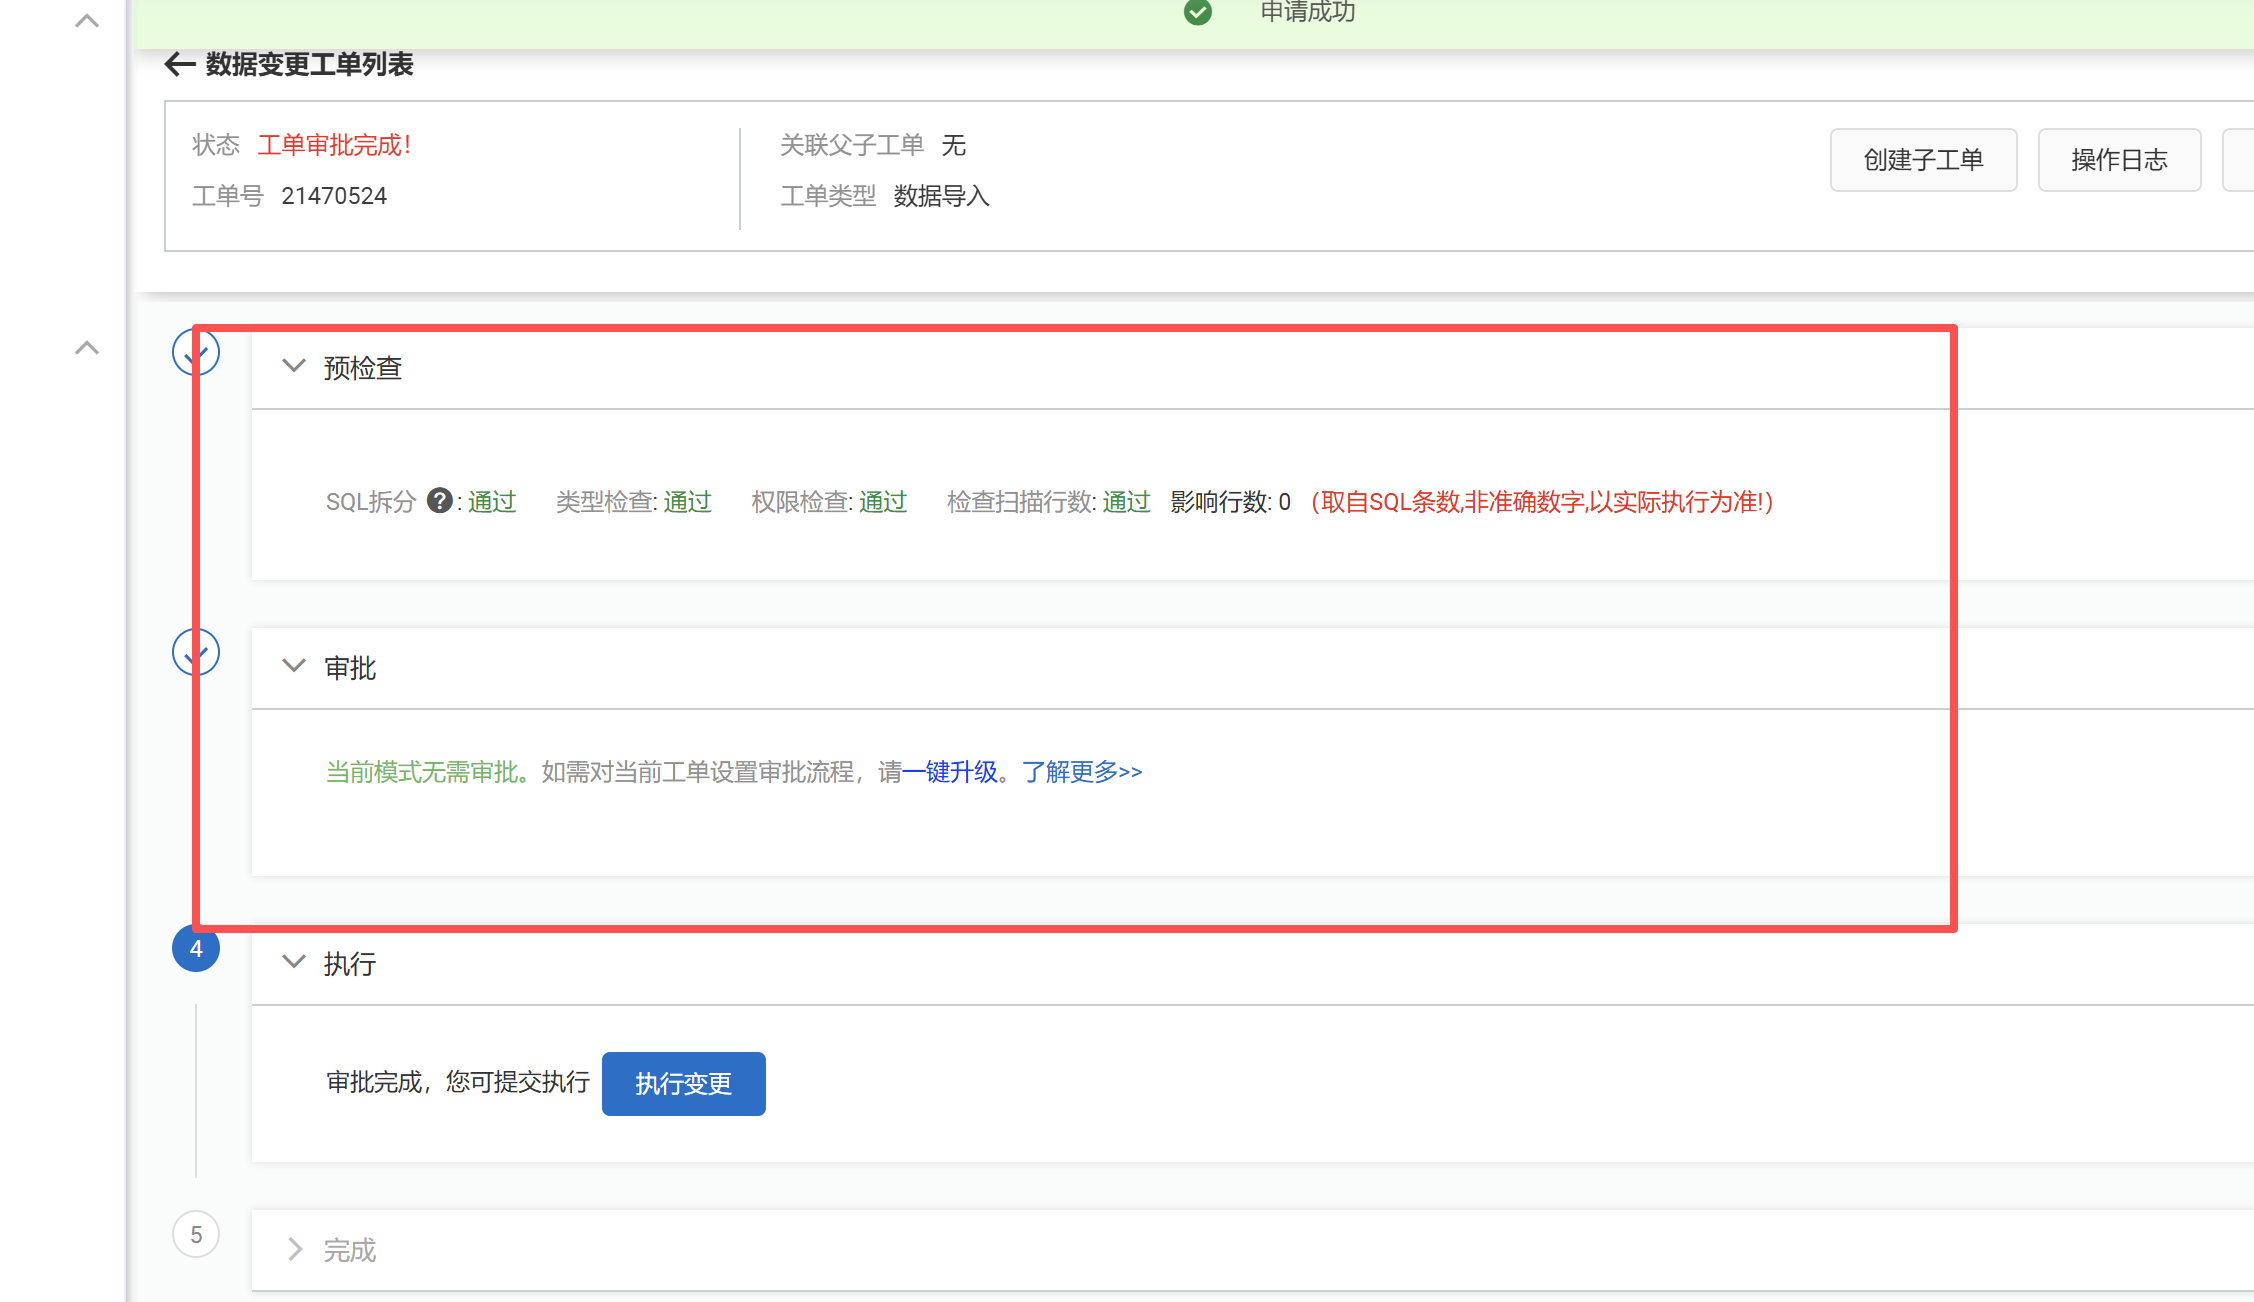 申请成功
数据变更工单列表
状态 工单审批完成!
关联父子工单 无
创建子工单
操作日志
工单号 21470524
工单类型 数据导入
预检查
SQL拆分 ? : 通过 类型检查: 通过 权限检查: 通过 检查扫描行数: 通过 影响行数: 0 (取自SQL条数,非准确数字,以实际执行为准!)
审批
当前模式无需审批。如需对当前工单设置审批流程，请一键升级。了解更多>>
4
执行
审批完成，您可提交执行 执行变更
5
完成